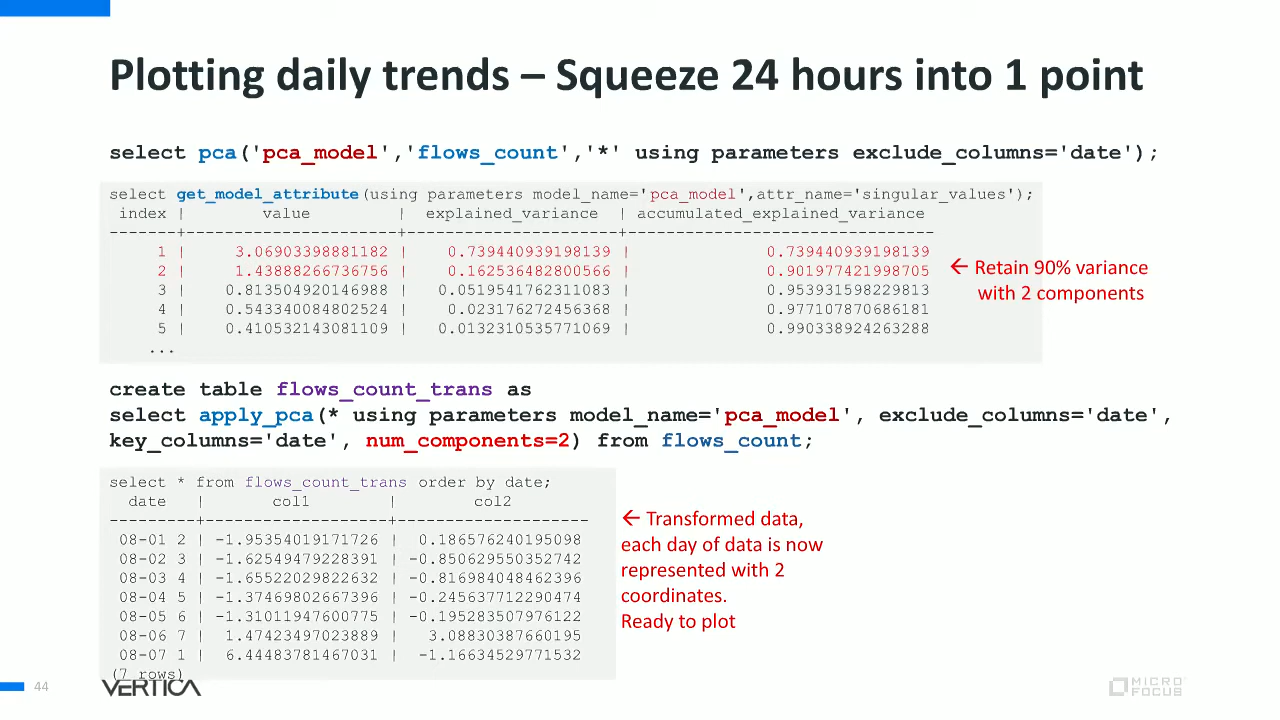 Plotting daily trends – Squeeze 24 hours into 1 point
select pca('pca_model','flows_count','*' using parameters exclude_columns='date');
select get_model_attribute(using parameters model_name='pca_model',attr_name='singular_values');
index | value | explained_variance | accumulated_explained_variance
-------+--------------------+---------------------+-------------------------------
1 | 3.06903398881182 | 0.739440939198139 | 0.739440939198139
2 | 1.43888266736756 | 0.162536482800566 | 0.901977421998705
3 | 0.813504920146988 | 0.0519541762311083 | 0.953931598229813
4 | 0.543340084802524 | 0.023176272456368 | 0.977107870686181
5 | 0.410532143081109 | 0.0132310535771069 | 0.990338924263288
...
← Retain 90% variance
with 2 components
create table flows_count_trans as
select apply_pca(* using parameters model_name='pca_model', exclude_columns='date',
key_columns='date', num_components=2) from flows_count;
select * from flows_count_trans order by date;
date | col1 | col2
---------+-------------------+--------------------
08-01 2 | -1.95354019171726 | 0.186576240195098
08-02 3 | -1.62549479228391 | -0.850629550352742
08-03 4 | -1.65522029822632 | -0.816984048462396
08-04 5 | -1.37469802667396 | -0.245637712290474
08-05 6 | -1.31011947600775 | -0.195283507976122
08-06 7 | 1.47423497023889 | 3.08830387660195
08-07 1 | 6.44483781467031 | -1.16634529771532
(7 rows)
← Transformed data,
each day of data is now
represented with 2
coordinates.
Ready to plot
44
VERTICA
MICRO
FOCUS